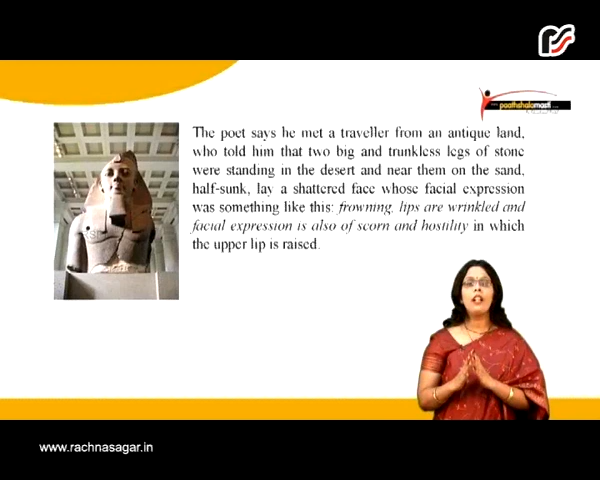 www.paathshalamasti.com
The poet says he met a traveller from an antique land,
who told him that two big and trunkless legs of stone
were standing in the desert and near them on the sand,
half-sunk, lay a shattered face whose facial expression
was something like this: frowning, lips are wrinkled and
facial expression is also of scorn and hostility in which
the upper lip is raised.
www.rachnasagar.in